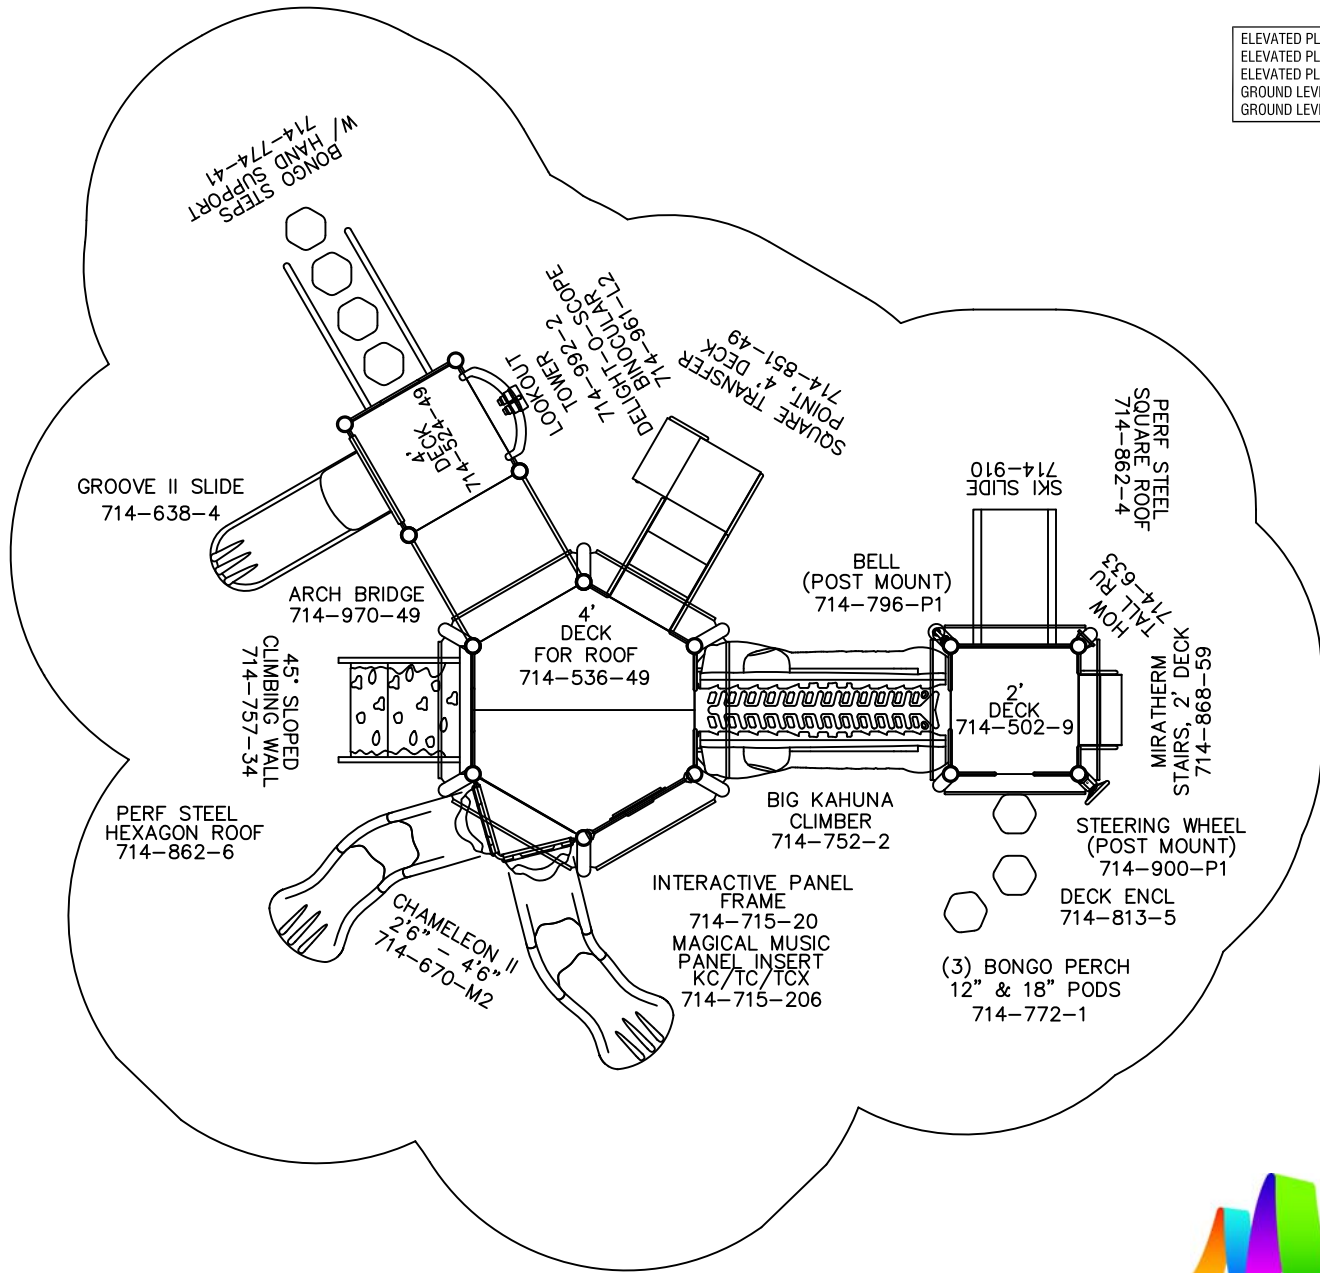 ELEVATED PL
ELEVATED PL
ELEVATED PL
GROUND LEV
GROUND LEV
BONGO STEPS
W/ HAND SUPPORT
714-774-41
LOOKOUT
TOWER
714-992-2
DELIGHT-O-SCOPE
BINOCULAR
714-961-L2
SQUARE TRANSFER
POINT, 4' DECK
714-851-49
4'
DECK
714-524-49
GROOVE II SLIDE
714-638-4
ARCH BRIDGE
714-970-49
4'
DECK
FOR ROOF
714-536-49
45° SLOPED
CLIMBING WALL
714-757-34
PERF STEEL
HEXAGON ROOF
714-862-6
CHAMELEON II
2'6" - 4'6"
714-670-M2
INTERACTIVE PANEL
FRAME
714-715-20
MAGICAL MUSIC
PANEL INSERT
KC/TC/TCX
714-715-206
BIG KAHUNA
CLIMBER
714-752-2
BELL
(POST MOUNT)
714-796-P1
SKI SLIDE
714-910
PERF STEEL
SQUARE ROOF
714-862-4
HOW
TALL RU
714-633
2'
DECK
714-502-9
MIRATHERM
STAIRS, 2' DECK
714-868-59
STEERING WHEEL
(POST MOUNT)
714-900-P1
DECK ENCL
714-813-5
(3) BONGO PERCH
12" & 18" PODS
714-772-1